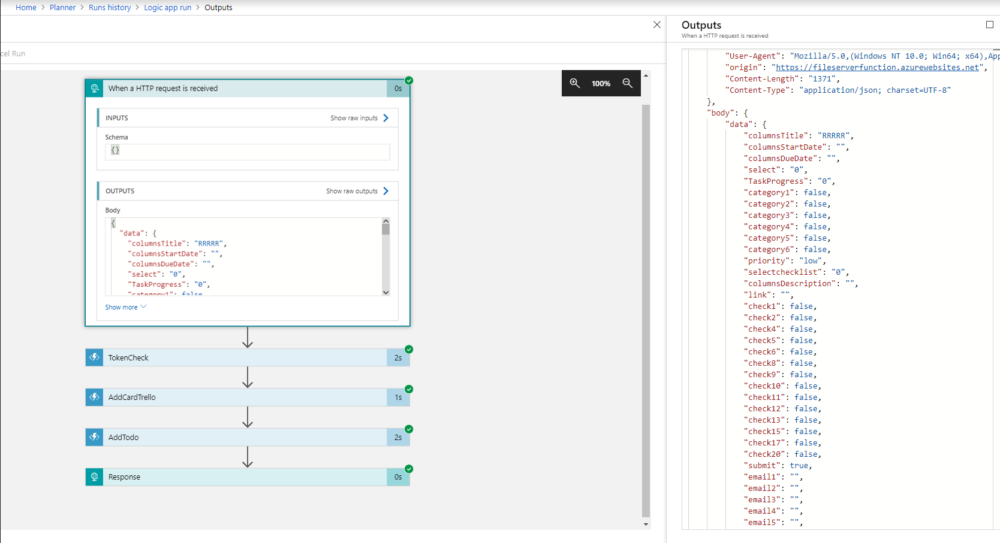 Home > Planner > Runs history > Logic app run > Outputs
cel Run
100%
When a HTTP request is received 0s
INPUTS Show raw inputs
Schema
{}
OUTPUTS Show raw outputs
Body
{
"data": {
"columnsTitle": "RRRRR",
"columnsStartDate": "",
"columnsDueDate": "",
"select": "0",
"TaskProgress": "0",
"category1": false
Show more
TokenCheck 2s
AddCardTrello 1s
AddTodo 2s
Response 0s
Outputs
When a HTTP request is received
"User-Agent": "Mozilla/5.0,(Windows NT 10.0; Win64; x64),App
"origin": "https://fileserverfunction.azurewebsites.net",
"Content-Length": "1371",
"Content-Type": "application/json; charset=UTF-8"
},
"body": {
"data": {
"columnsTitle": "RRRRR",
"columnsStartDate": "",
"columnsDueDate": "",
"select": "0",
"TaskProgress": "0",
"category1": false,
"category2": false,
"category3": false,
"category4": false,
"category5": false,
"category6": false,
"priority": "low",
"selectchecklist": "0",
"columnsDescription": "",
"link": "",
"check1": false,
"check2": false,
"check4": false,
"check5": false,
"check6": false,
"check8": false,
"check9": false,
"check10": false,
"check11": false,
"check12": false,
"check13": false,
"check15": false,
"check17": false,
"check20": false,
"submit": true,
"email1": "",
"email2": "",
"email3": "",
"email4": "",
"email5": "",